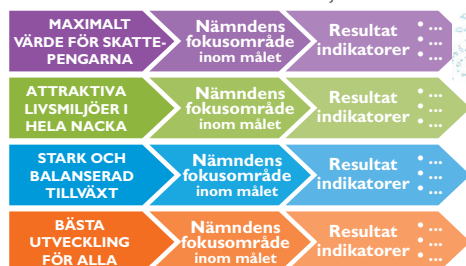 MAXIMALT
VÄRDE FÖR SKATTE-
PENGARNA
Nämndens
fokusområde
inom målet
Resultat
indikatorer
• ...
• ...
ATTRAKTIVA
LIVSMILJÖER I
HELA NACKA
Nämndens
fokusområde
inom målet
Resultat
indikatorer
• ...
• ...
STARK OCH
BALANSERAD
TILLVÄXT
Nämndens
fokusområde
inom målet
Resultat
indikatorer
• ...
• ...
BÄSTA
UTVECKLING
FÖR ALLA
Nämndens
fokusområde
inom målet
Resultat
indikatorer
• ...
• ...